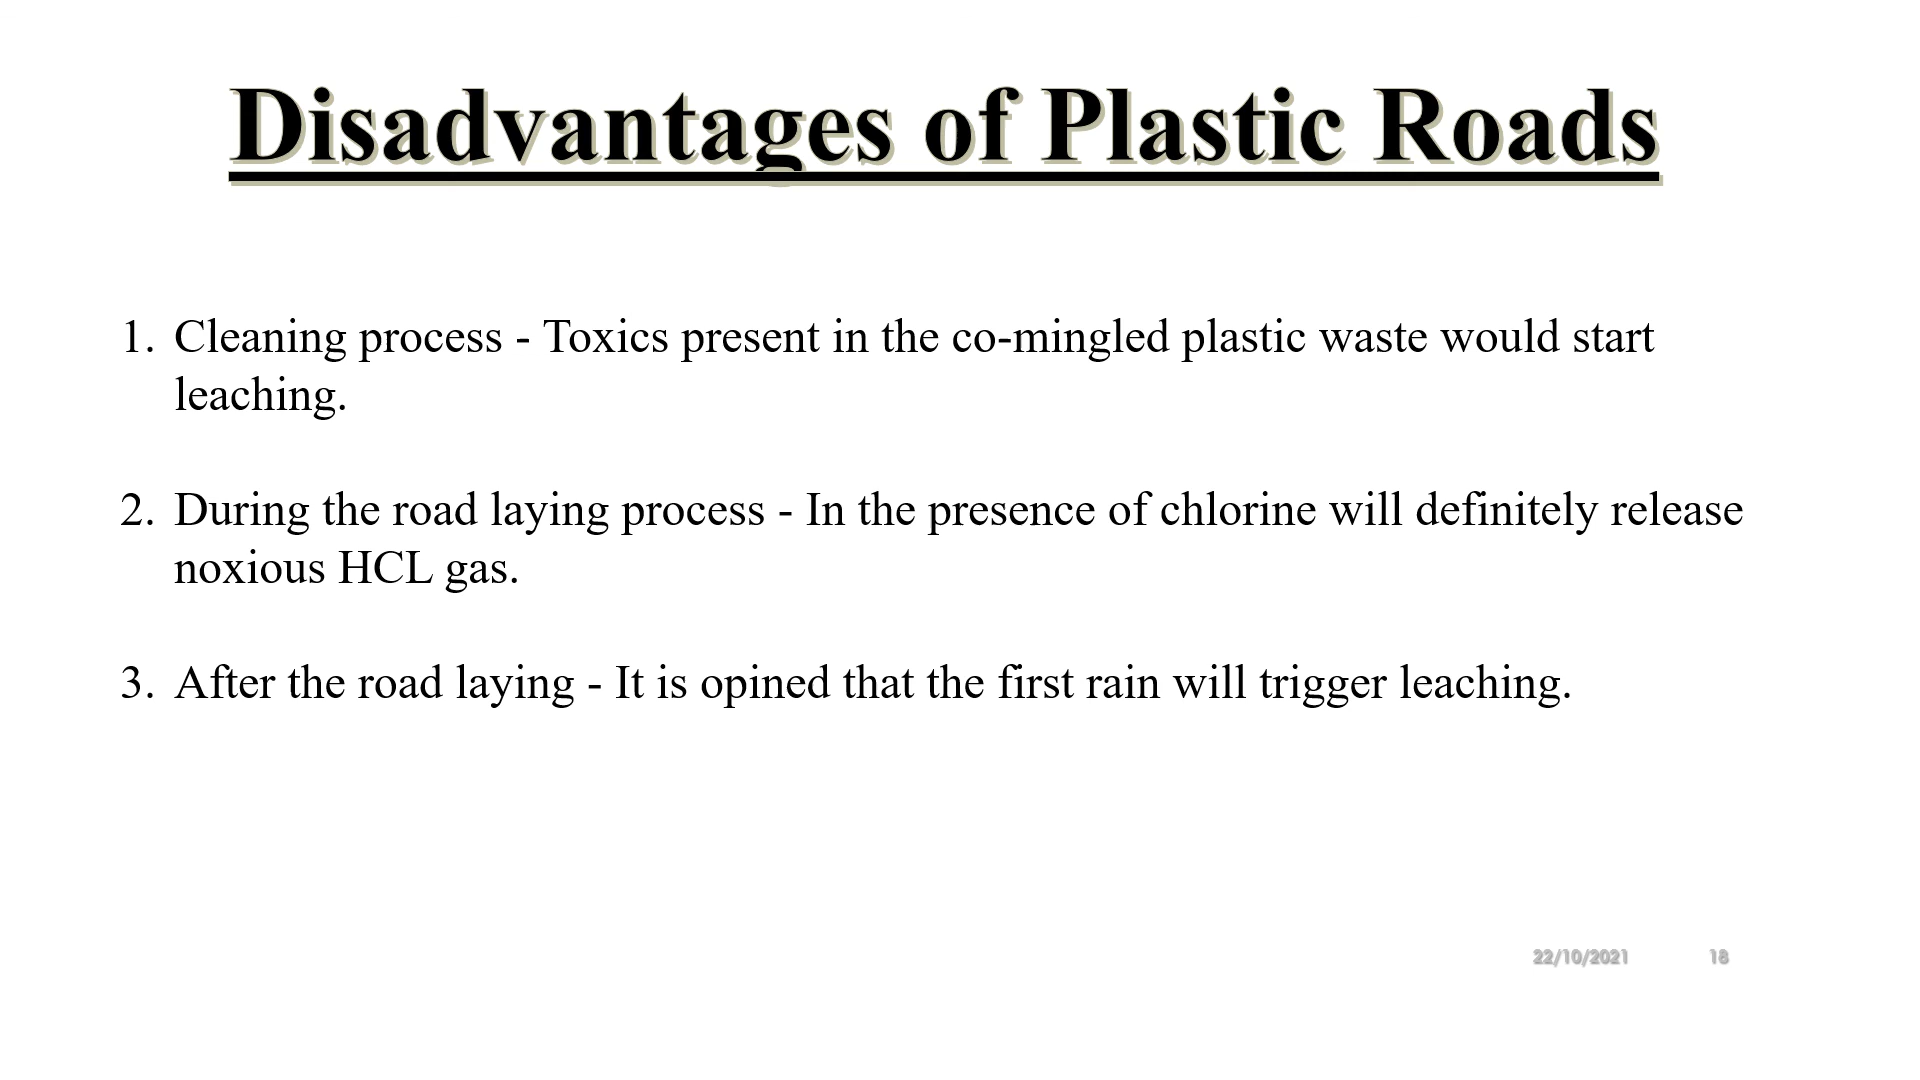 Disadvantages of Plastic Roads
1. Cleaning process - Toxics present in the co-mingled plastic waste would start
leaching.
2. During the road laying process - In the presence of chlorine will definitely release
noxious HCL gas.
3. After the road laying - It is opined that the first rain will trigger leaching.
22/10/2021 18